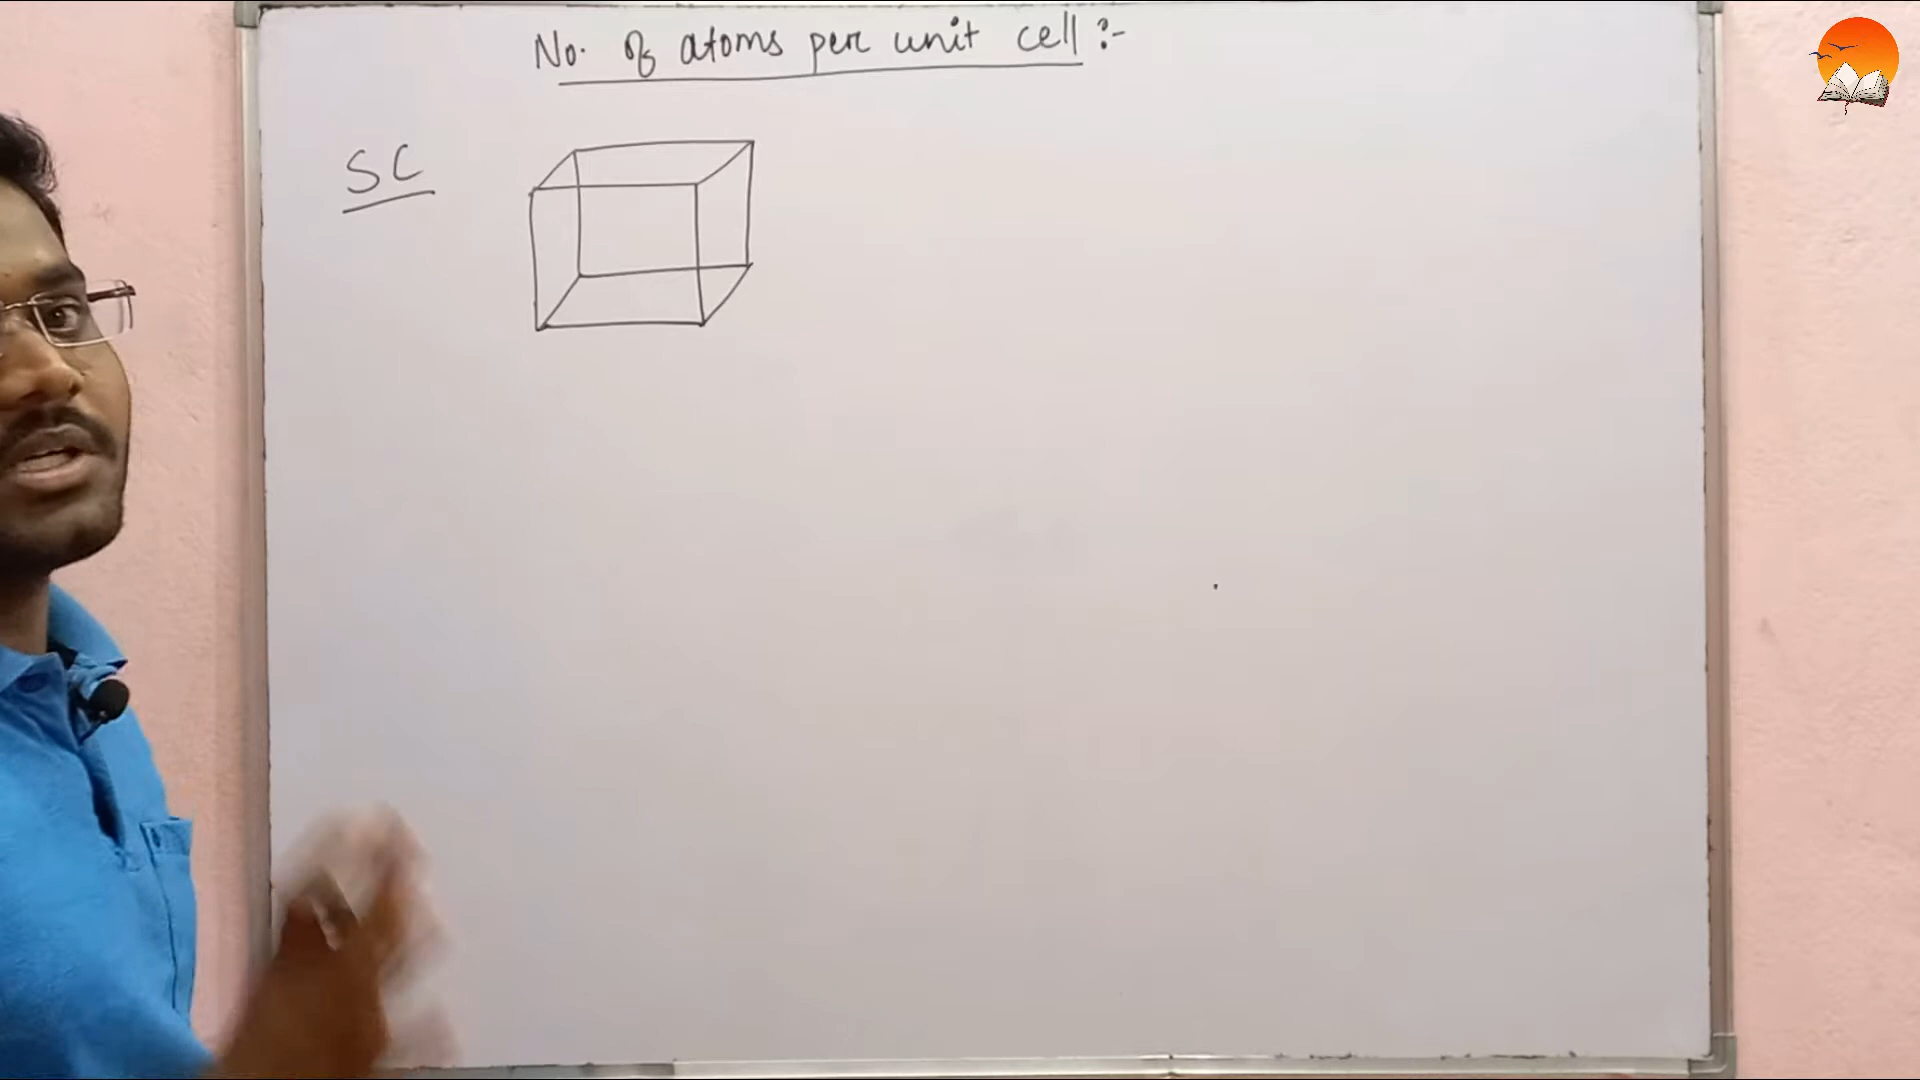 No. of atoms per unit cell :-
SC